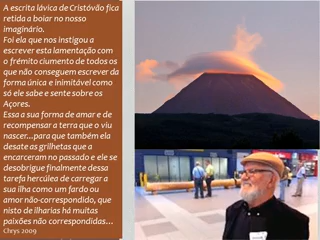 A escrita lávica de Cristóvão fica
retida a boiar no nosso
imaginário.
Foi ela que nos instigou a
escrever esta lamentação com
o frémito ciumento de todos os
que não conseguem escrever da
forma única e inimitável como
só ele sabe e sente sobre os
Açores.
Essa a sua forma de amar e de
recompensar a terra que o viu
nascer...para que também ela
desate as grilhetas que a
encarceram no passado e ele se
desobrigue finalmente dessa
tarefa hercúlea de carregar a
sua ilha como um fardo ou
amor não-correspondido, que
nisto de ilharias há muitas
paixões não correspondidas...
Chrys 2009